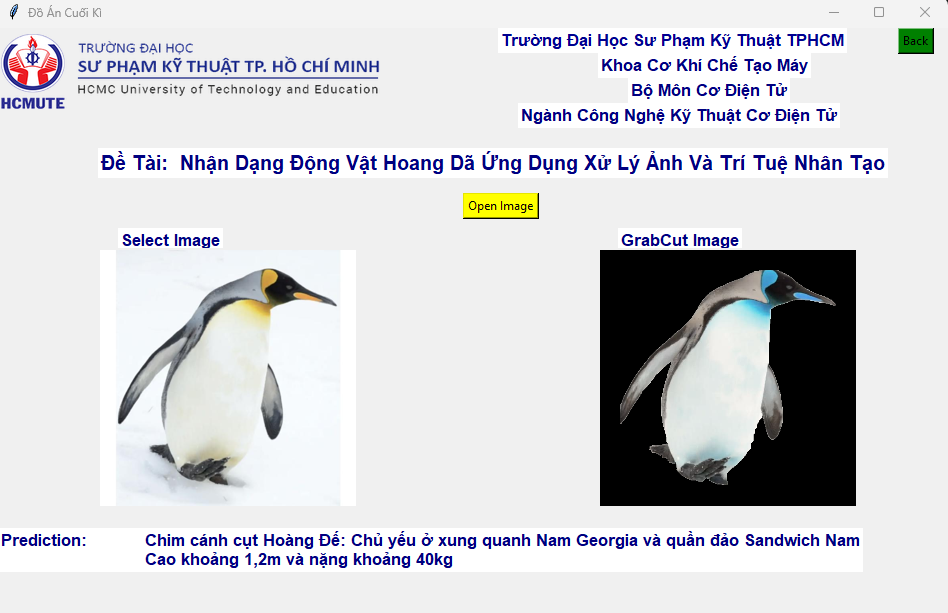 Đồ Án Cuối Kì
TRƯỜNG ĐẠI HỌC
SƯ PHẠM KỸ THUẬT TP. HỒ CHÍ MINH
HCMC University of Technology and Education
HCMUTE
Trường Đại Học Sư Phạm Kỹ Thuật TPHCM
Khoa Cơ Khí Chế Tạo Máy
Bộ Môn Cơ Điện Tử
Ngành Công Nghệ Kỹ Thuật Cơ Điện Tử
Back
Đề Tài: Nhận Dạng Động Vật Hoang Dã Ứng Dụng Xử Lý Ảnh Và Trí Tuệ Nhân Tạo
Open Image
Select Image
GrabCut Image
Prediction: Chim cánh cụt Hoàng Đế: Chủ yếu ở xung quanh Nam Georgia và quần đảo Sandwich Nam
Cao khoảng 1,2m và nặng khoảng 40kg